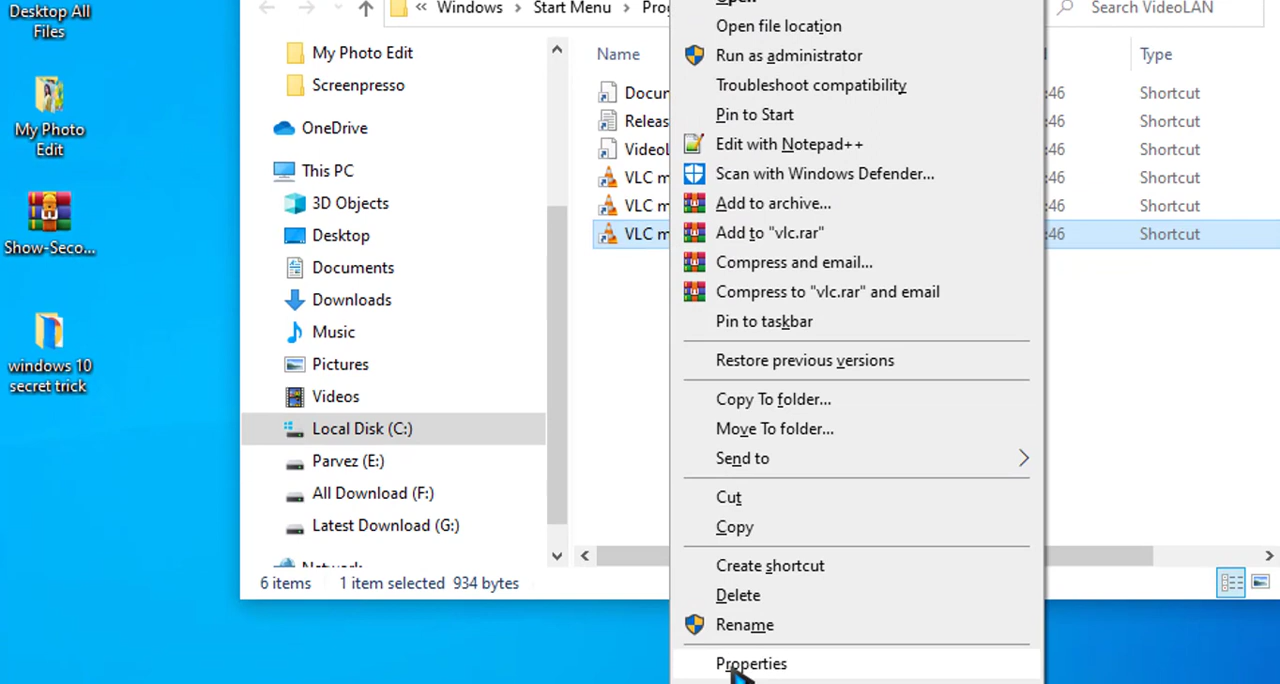 Desktop All
Files
My Photo
Edit
Show-Seco...
windows 10
secret trick
« Windows › Start Menu ›
Search VideoLAN
My Photo Edit
Screenpresso
OneDrive
This PC
3D Objects
Desktop
Documents
Downloads
Music
Pictures
Videos
Local Disk (C:)
Parvez (E:)
All Download (F:)
Latest Download (G:)
Network
6 items 1 item selected 934 bytes
Name
Type
Docur :46 Shortcut
Releas :46 Shortcut
VideoL :46 Shortcut
VLC m :46 Shortcut
VLC m :46 Shortcut
VLC m :46 Shortcut
Open
Open file location
Run as administrator
Troubleshoot compatibility
Pin to Start
Edit with Notepad++
Scan with Windows Defender...
Add to archive...
Add to "vlc.rar"
Compress and email...
Compress to "vlc.rar" and email
Pin to taskbar
Restore previous versions
Copy To folder...
Move To folder...
Send to
Cut
Copy
Create shortcut
Delete
Rename
Properties